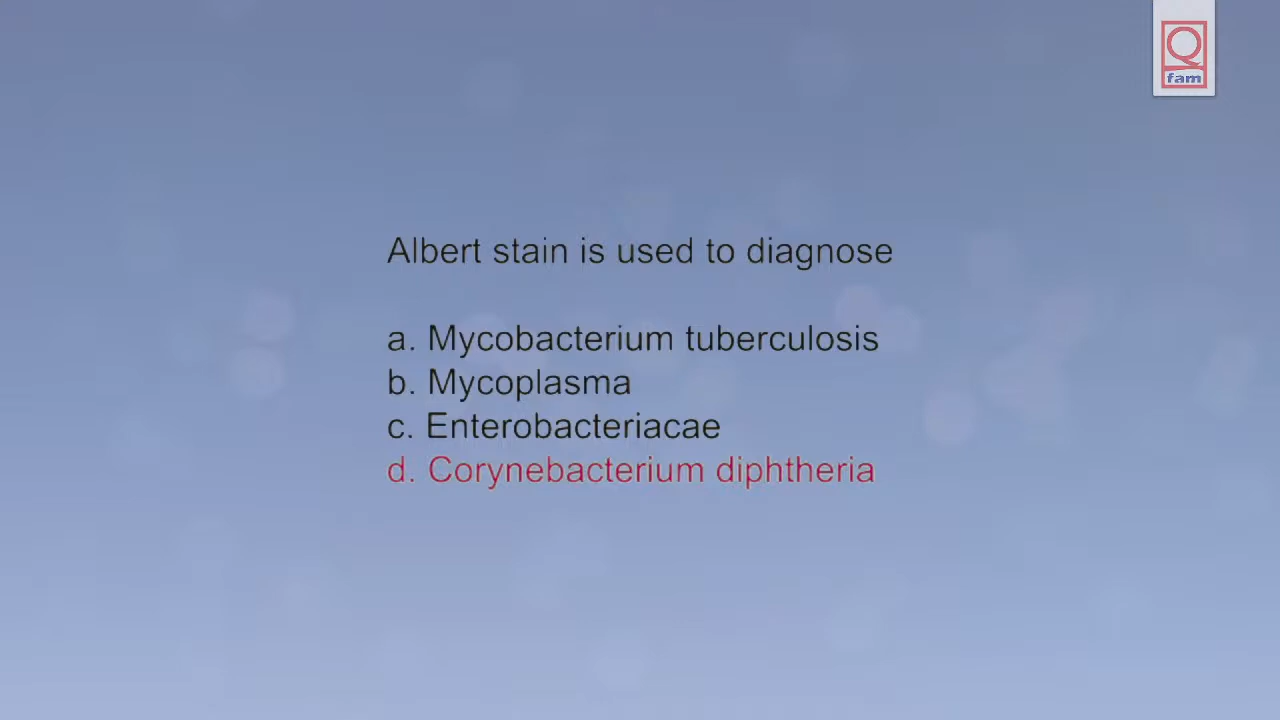 Q
fam
Albert stain is used to diagnose
a. Mycobacterium tuberculosis
b. Mycoplasma
c. Enterobacteriacae
d. Corynebacterium diphtheria